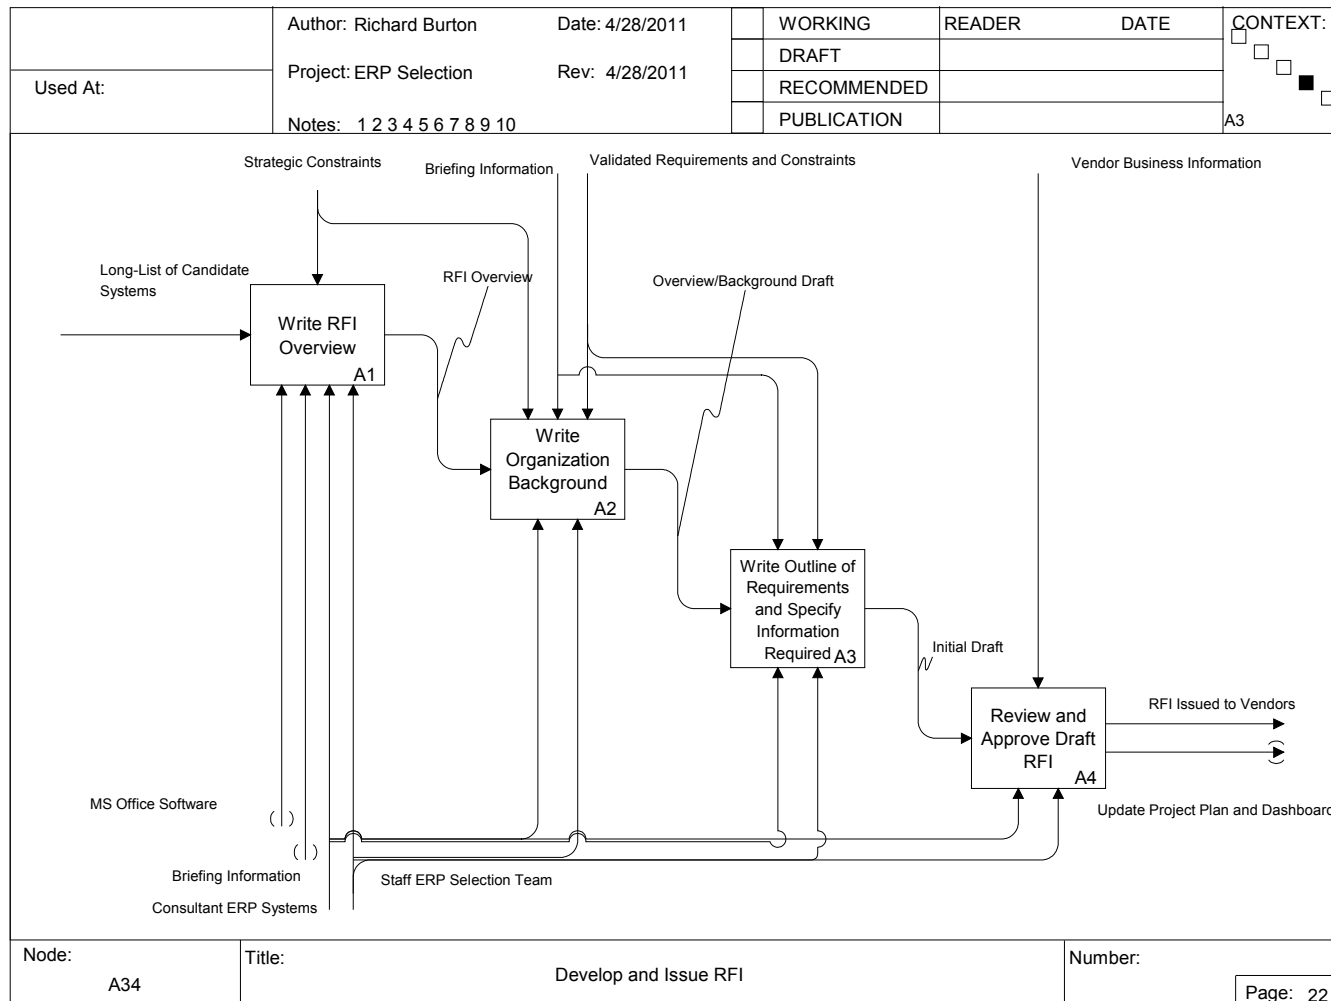 Used At:
Author: Richard Burton
Date: 4/28/2011
Project: ERP Selection
Rev: 4/28/2011
Notes: 1 2 3 4 5 6 7 8 9 10
WORKING
DRAFT
RECOMMENDED
PUBLICATION
READER
DATE
CONTEXT:
A3
Strategic Constraints
Briefing Information
Validated Requirements and Constraints
Vendor Business Information
Long-List of Candidate
Systems
RFI Overview
Overview/Background Draft
Write RFI
Overview
A1
Write
Organization
Background
A2
Write Outline of
Requirements
and Specify
Information
Required
A3
Initial Draft
Review and
Approve Draft
RFI
A4
RFI Issued to Vendors
Update Project Plan and Dashboard
MS Office Software
Briefing Information
Consultant ERP Systems
Staff ERP Selection Team
Node:
A34
Title:
Develop and Issue RFI
Number:
Page: 22